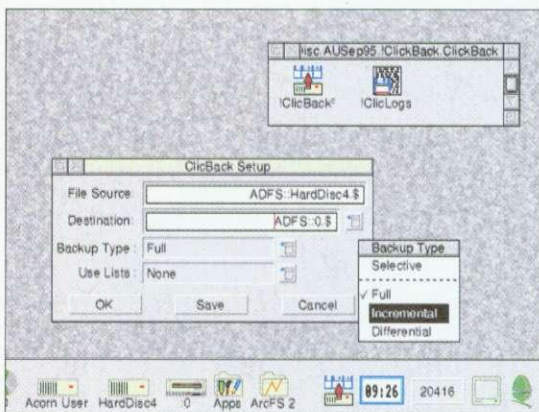 disc.AUSep95.!ClickBack.ClickBack
!ClicBack
!ClicLogs
ClicBack Setup
File Source: ADFS::HardDisc4.$
Destination: ADFS::0.$
Backup Type : Full
Use Lists : None
OK Save Cancel
Backup Type
Selective
✓ Full
Incremental
Differential
Acorn User HardDisc4 :0 Apps ArcFS 2 09:26 20416